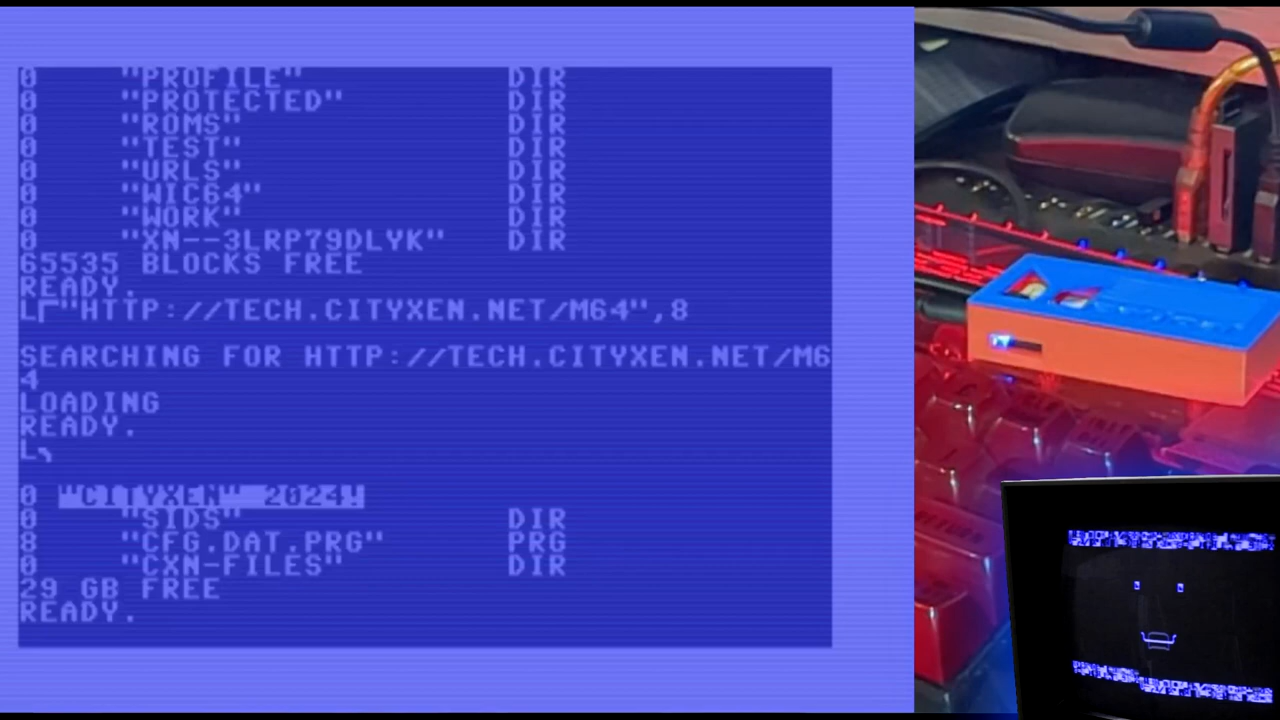 0 "PROFILE" DIR
0 "PROTECTED" DIR
0 "ROMS" DIR
0 "TEST" DIR
0 "URLS" DIR
0 "WIC64" DIR
0 "WORK" DIR
0 "XN--3LRP79DLYK" DIR
65535 BLOCKS FREE
READY.
L┌"HTTP://TECH.CITYXEN.NET/M64",8
SEARCHING FOR HTTP://TECH.CITYXEN.NET/M6
4
LOADING
READY.
L╮
0 "CITYXEN" 2024!
0 "SIDS" DIR
8 "CFG.DAT.PRG" PRG
0 "CXN-FILES" DIR
29 GB FREE
READY.